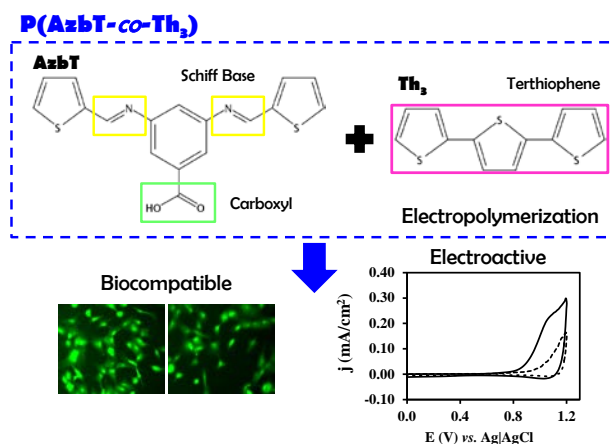 P(AzbT-co-Th₃)
AzbT
Schiff Base
N
N
S
S
HO
O
Carboxyl
Th₃
Terthiophene
S
S
S
Electropolymerization
Biocompatible
Electroactive
j (mA/cm²)
0.40
0.30
0.20
0.10
0.00
-0.10
0.0
0.4
0.8
1.2
E (V) vs. Ag|AgCl